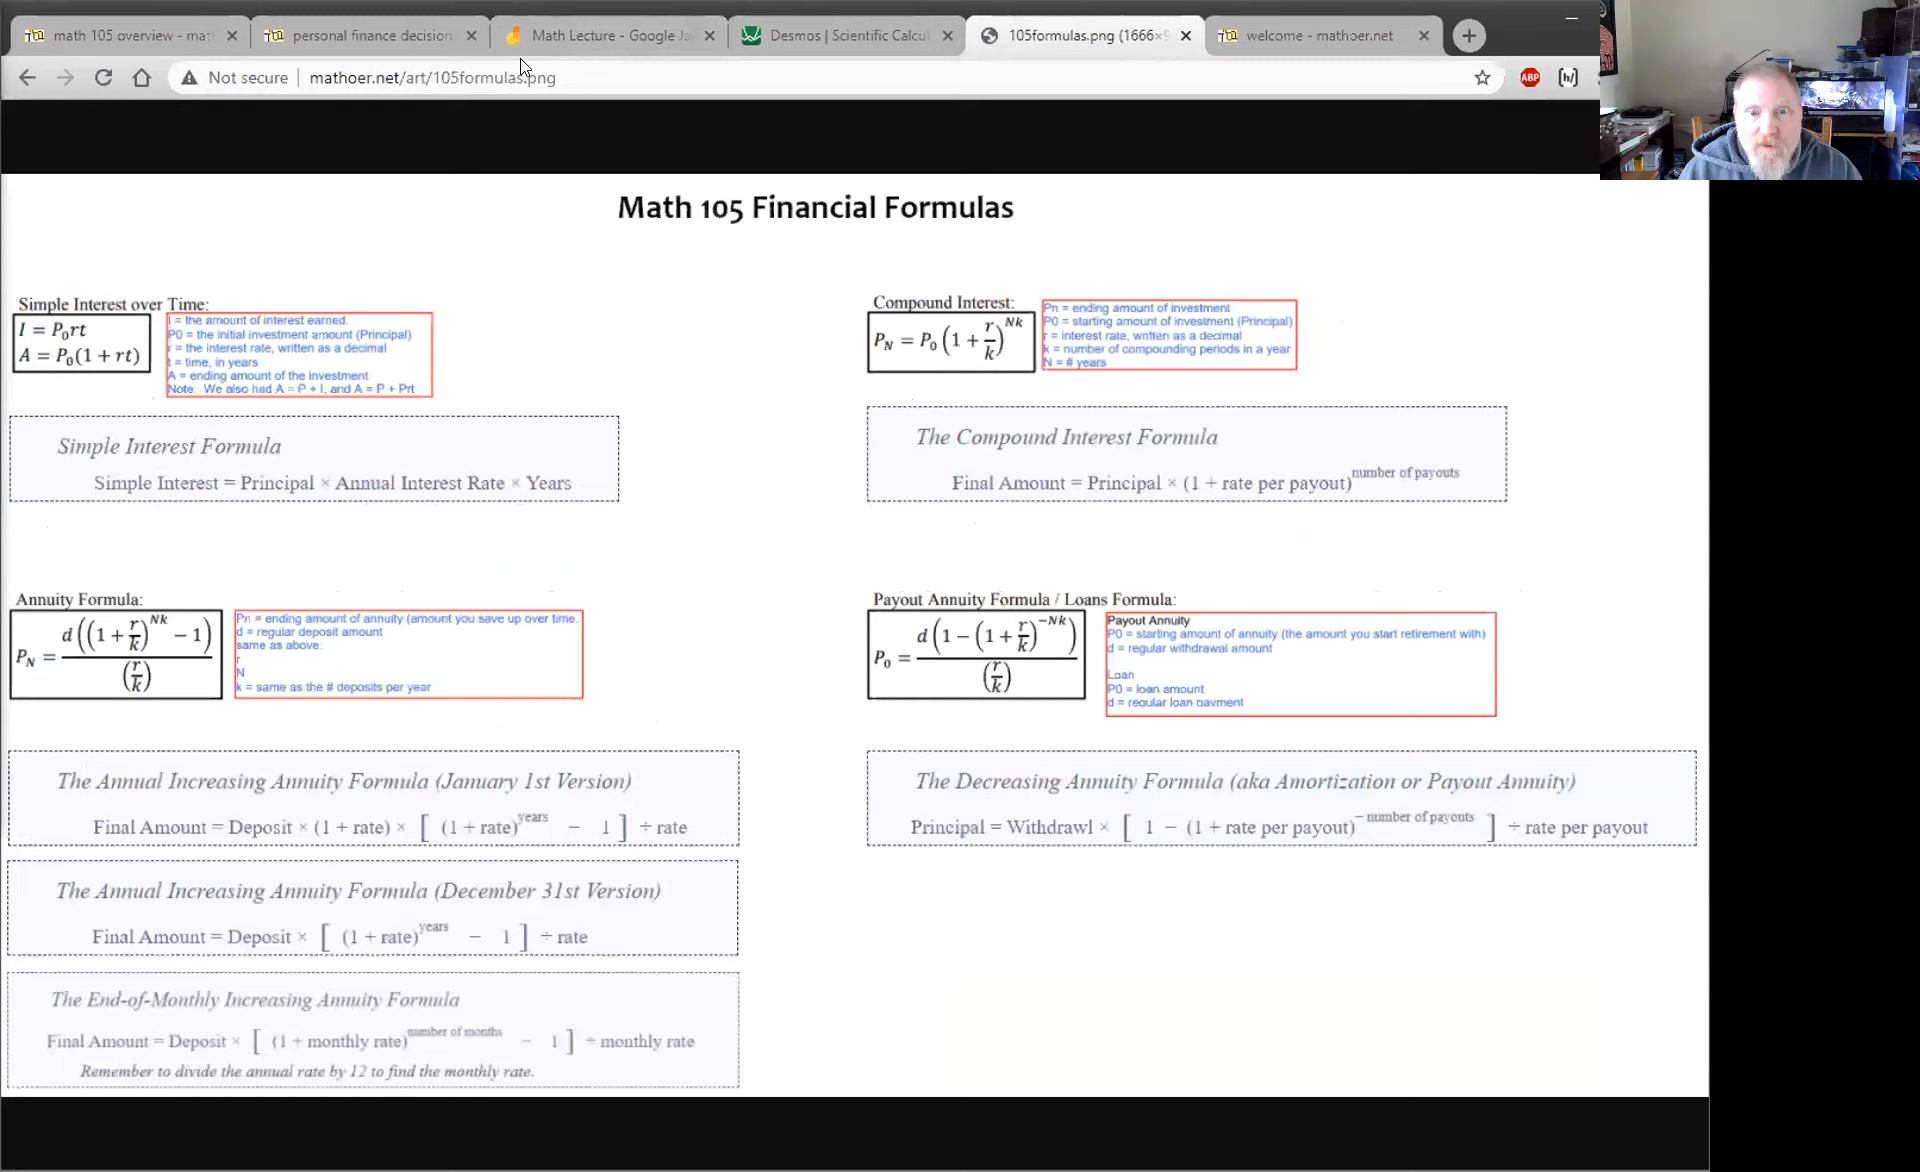 math 105 overview - mat
personal finance decision
Math Lecture - Google Ja
Desmos | Scientific Calcul
105formulas.png (1666×9
welcome - mathoer.net
Not secure | mathoer.net/art/105formulas.png
ABP
Math 105 Financial Formulas
Simple Interest over Time:
I = P₀rt
A = P₀(1 + rt)
I = the amount of interest earned.
P0 = the initial investment amount (Principal)
r = the interest rate, written as a decimal
t = time, in years
A = ending amount of the investment
Note: We also had A = P + I, and A = P + Prt
Simple Interest Formula
Simple Interest = Principal × Annual Interest Rate × Years
Compound Interest:
P_N = P₀ (1 + r/k)^Nk
Pn = ending amount of investment
P0 = starting amount of investment (Principal)
r = interest rate, written as a decimal
k = number of compounding periods in a year
N = # years
The Compound Interest Formula
Final Amount = Principal × (1 + rate per payout)^number of payouts
Annuity Formula:
P_N = d((1 + r/k)^Nk − 1) / (r/k)
Pn = ending amount of annuity (amount you save up over time.
d = regular deposit amount
same as above:
r
N
k = same as the # deposits per year
Payout Annuity Formula / Loans Formula:
P₀ = d(1 − (1 + r/k)^−Nk) / (r/k)
Payout Annuity
P0 = starting amount of annuity (the amount you start retirement with)
d = regular withdrawal amount
Loan
P0 = loan amount
d = regular loan payment
The Annual Increasing Annuity Formula (January 1st Version)
Final Amount = Deposit × (1 + rate) × [ (1 + rate)^years − 1 ] ÷ rate
The Decreasing Annuity Formula (aka Amortization or Payout Annuity)
Principal = Withdrawl × [ 1 − (1 + rate per payout)^− number of payouts ] ÷ rate per payout
The Annual Increasing Annuity Formula (December 31st Version)
Final Amount = Deposit × [ (1 + rate)^years − 1 ] ÷ rate
The End-of-Monthly Increasing Annuity Formula
Final Amount = Deposit × [ (1 + monthly rate)^number of months − 1 ] ÷ monthly rate
Remember to divide the annual rate by 12 to find the monthly rate.